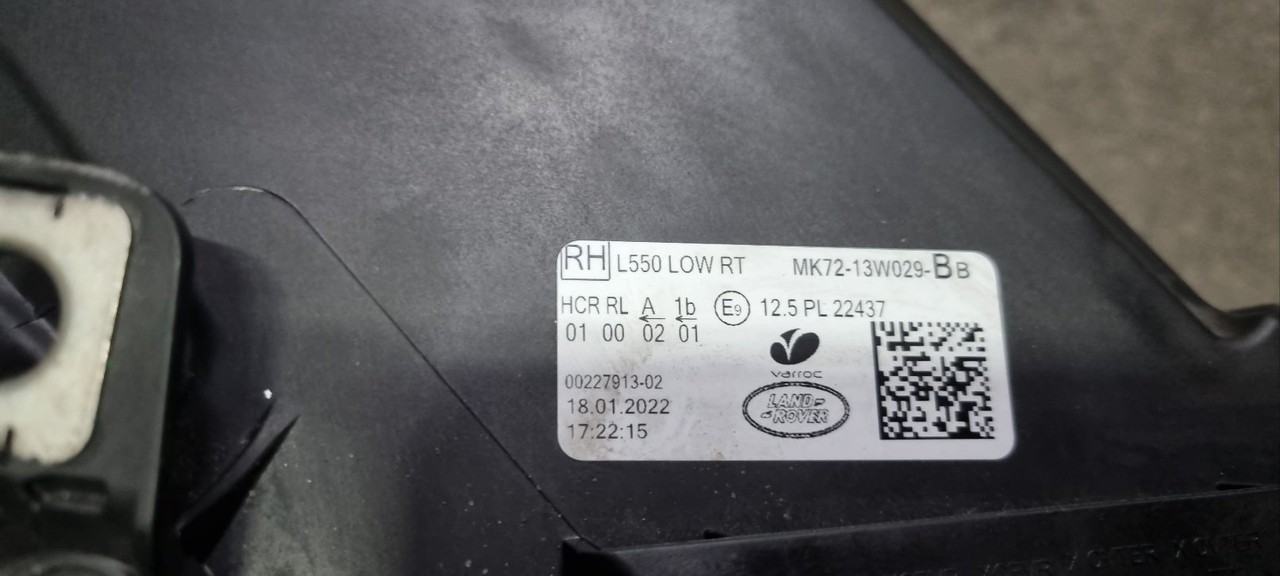 RH L550 LOW RT MK72-13W029-BB
HCR RL A 1b E9 12.5 PL 22437
01 00 02 01
varroc
00227913-02
18.01.2022
17:22:15
LAND
ROVER